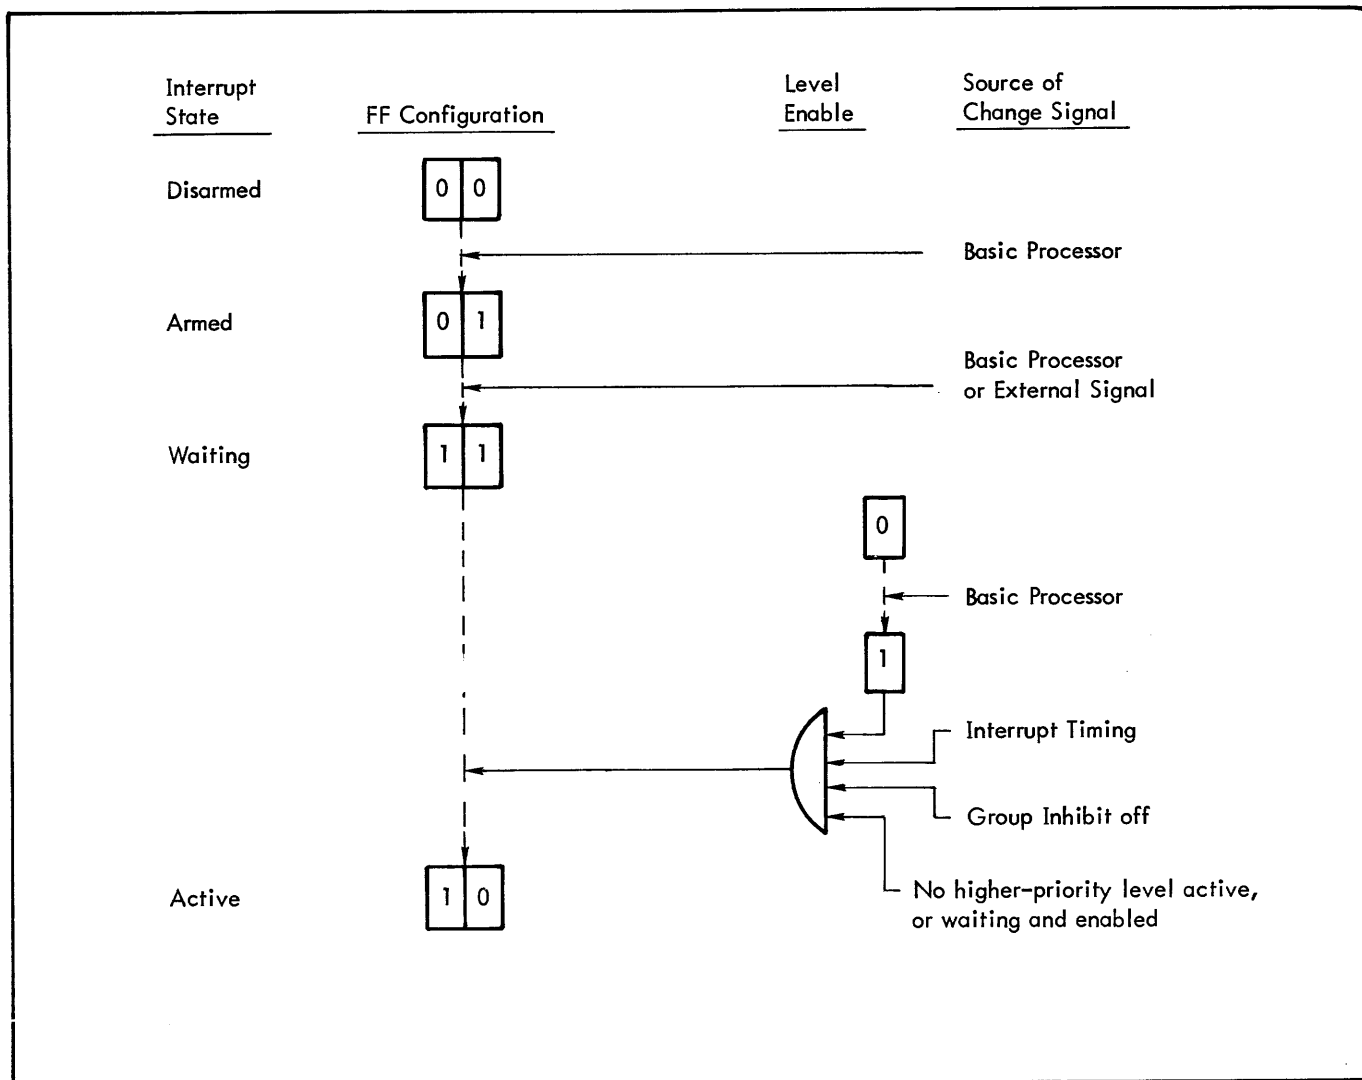 Interrupt State
FF Configuration
Level Enable
Source of Change Signal
Disarmed
0 0
Basic Processor
Armed
0 1
Basic Processor
or External Signal
Waiting
1 1
0
Basic Processor
1
Interrupt Timing
Group Inhibit off
Active
1 0
No higher-priority level active,
or waiting and enabled